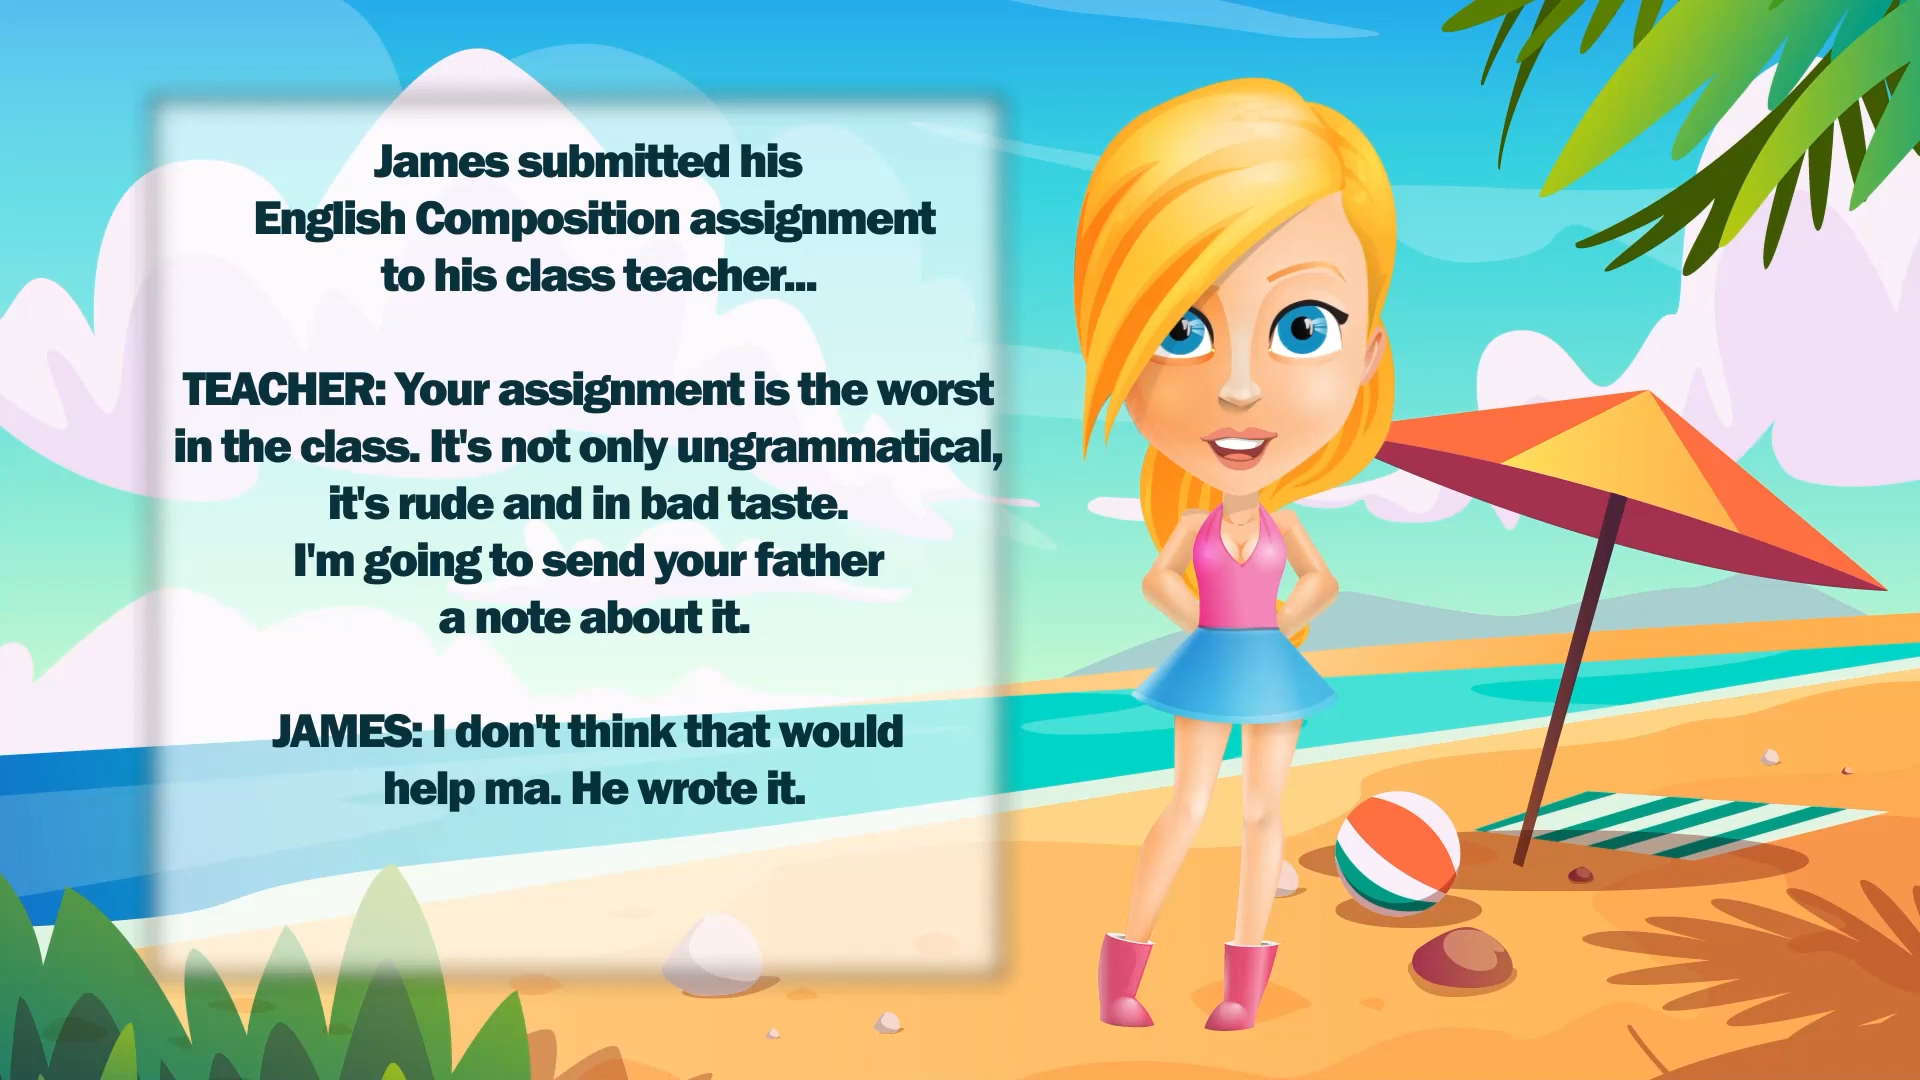 James submitted his
English Composition assignment
to his class teacher...
TEACHER: Your assignment is the worst
in the class. It's not only ungrammatical,
it's rude and in bad taste.
I'm going to send your father
a note about it.
JAMES: I don't think that would
help ma. He wrote it.